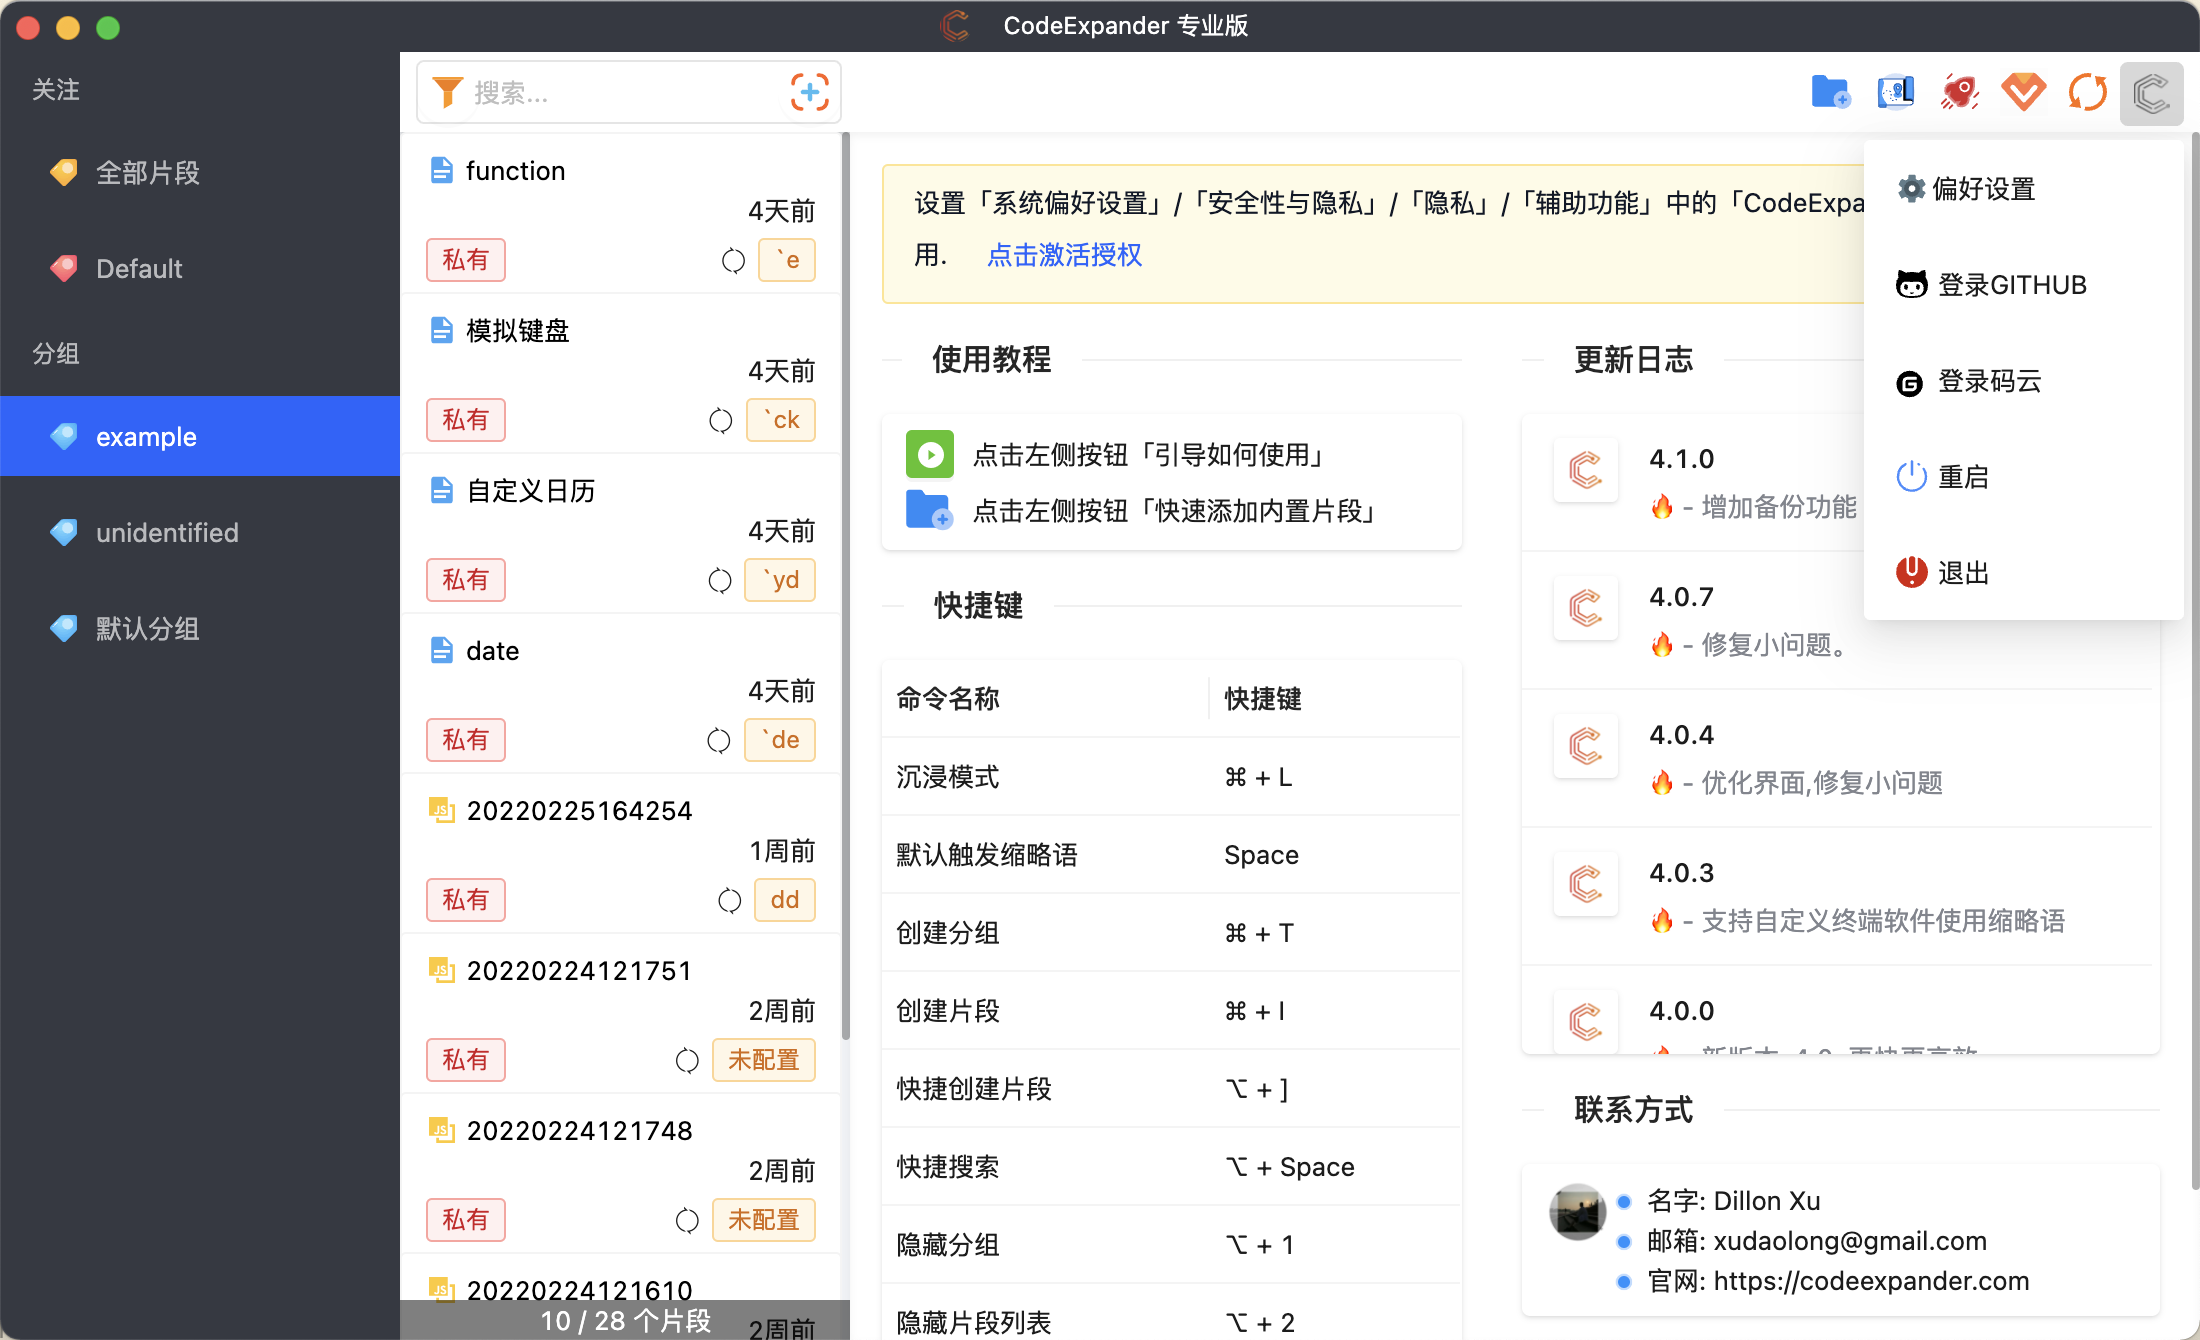 CodeExpander 专业版
关注
全部片段
Default
分组
example
unidentified
默认分组
搜索...
function
4天前
私有
`e
模拟键盘
4天前
私有
`ck
自定义日历
4天前
私有
`yd
date
4天前
私有
`de
20220225164254
1周前
私有
dd
20220224121751
2周前
私有
未配置
20220224121748
2周前
私有
未配置
20220224121610
2周前
10 / 28 个片段
设置「系统偏好设置」/「安全性与隐私」/「隐私」/「辅助功能」中的「CodeExpa
用. 点击激活授权
使用教程
点击左侧按钮「引导如何使用」
点击左侧按钮「快速添加内置片段」
快捷键
命令名称 快捷键
沉浸模式 ⌘ + L
默认触发缩略语 Space
创建分组 ⌘ + T
创建片段 ⌘ + I
快捷创建片段 ⌥ + ]
快捷搜索 ⌥ + Space
隐藏分组 ⌥ + 1
隐藏片段列表 ⌥ + 2
更新日志
4.1.0
🔥 - 增加备份功能
4.0.7
🔥 - 修复小问题。
4.0.4
🔥 - 优化界面,修复小问题
4.0.3
🔥 - 支持自定义终端软件使用缩略语
4.0.0
联系方式
名字: Dillon Xu
邮箱: xudaolong@gmail.com
官网: https://codeexpander.com
偏好设置
登录GITHUB
登录码云
重启
退出